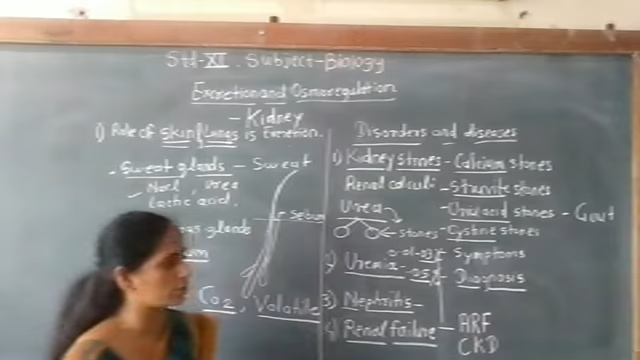 Std-XI Subject-Biology
Excretion and Osmoregulation
- Kidney
1) Role of skin & Lungs is Excretion.
- Sweat glands - Sweat
- Nacl, Urea
lactic acid.
glands
Sebum
CO2, Volatile
Disorders and diseases
1) Kidney stones - Calcium stones
Renal calculi - Struvite stones
Urea - Uric acid stones - Gout
stones - Cystine stones
2) Uremia - Symptoms
- Diagnosis
3) Nephritis -
4) Renal failure - ARF
CKD